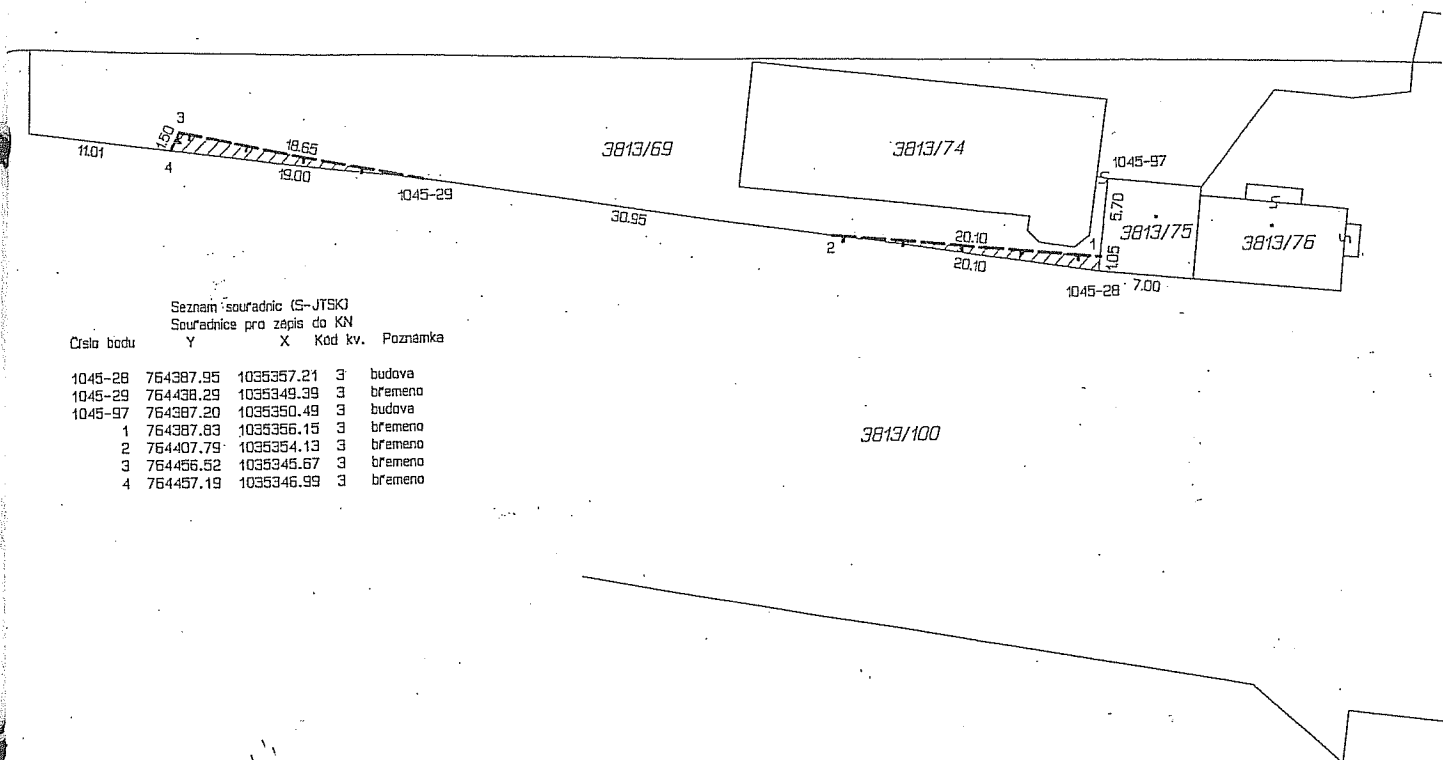 3
1.50
18.65
11.01
4
19.00
1045-29
3813/69
3813/74
1045-97
30.95
5.70
3813/75
3813/76
2
20.10
1
20.10
1.05
1045-28
7.00
Seznam souřadnic (S-JTSK)
Souřadnice pro zápis do KN
Číslo bodu Y X Kód kv. Poznámka
1045-28 764387.95 1035357.21 3 budova
1045-29 764438.29 1035349.39 3 břemeno
1045-97 764387.20 1035350.49 3 budova
1 764387.83 1035356.15 3 břemeno
2 764407.79 1035354.13 3 břemeno
3 764456.52 1035345.67 3 břemeno
4 764457.19 1035346.99 3 břemeno
3813/100